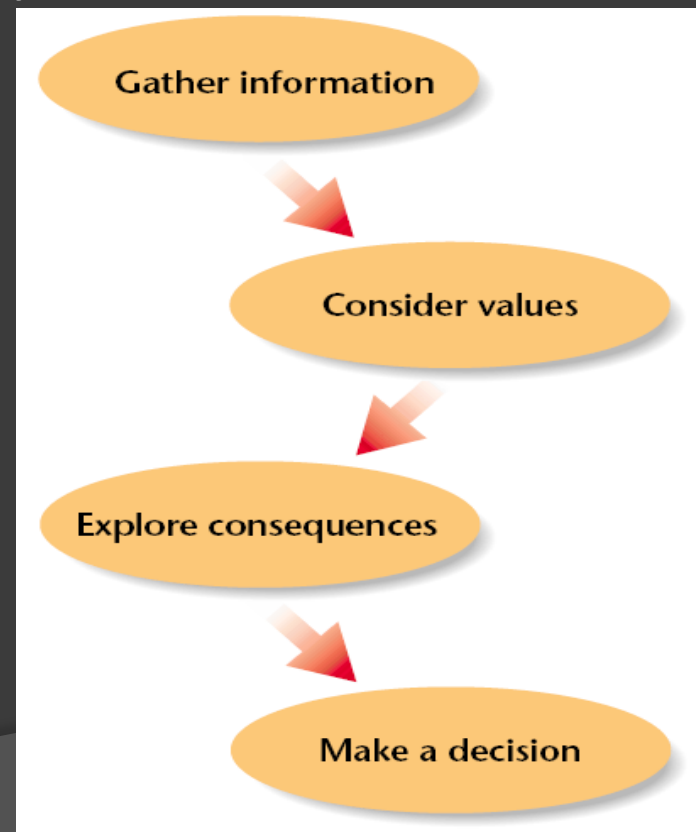 Gather information
Consider values
Explore consequences
Make a decision